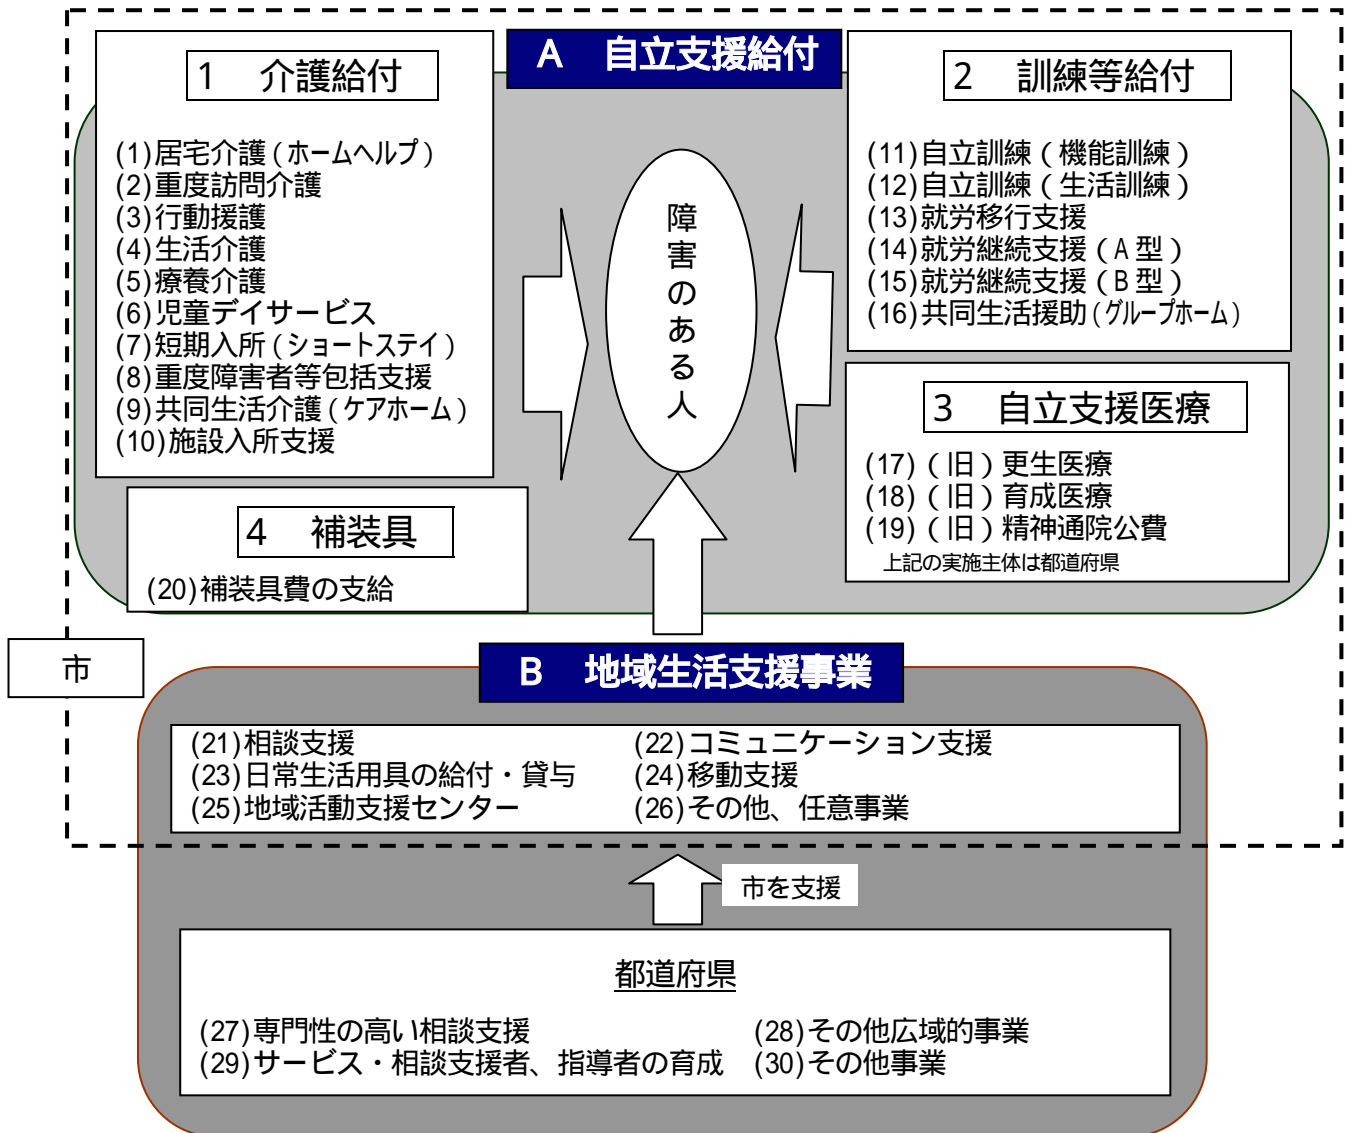 A 自立支援給付
1 介護給付
(1)居宅介護(ホームヘルプ)
(2)重度訪問介護
(3)行動援護
(4)生活介護
(5)療養介護
(6)児童デイサービス
(7)短期入所(ショートステイ)
(8)重度障害者等包括支援
(9)共同生活介護(ケアホーム)
(10)施設入所支援
障害のある人
2 訓練等給付
(11)自立訓練(機能訓練)
(12)自立訓練(生活訓練)
(13)就労移行支援
(14)就労継続支援(A型)
(15)就労継続支援(B型)
(16)共同生活援助(グループホーム)
3 自立支援医療
(17)(旧)更生医療
(18)(旧)育成医療
(19)(旧)精神通院公費
上記の実施主体は都道府県
4 補装具
(20)補装具費の支給
市
B 地域生活支援事業
(21)相談支援 (22)コミュニケーション支援
(23)日常生活用具の給付・貸与 (24)移動支援
(25)地域活動支援センター (26)その他、任意事業
市を支援
都道府県
(27)専門性の高い相談支援 (28)その他広域的事業
(29)サービス・相談支援者、指導者の育成 (30)その他事業